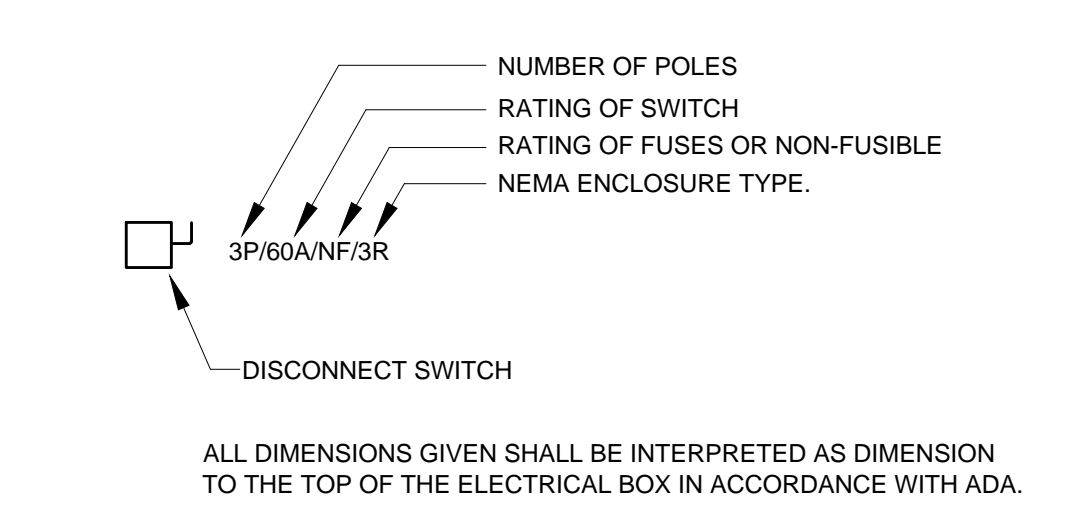 NUMBER OF POLES
RATING OF SWITCH
RATING OF FUSES OR NON-FUSIBLE
NEMA ENCLOSURE TYPE.
3P/60A/NF/3R
DISCONNECT SWITCH
ALL DIMENSIONS GIVEN SHALL BE INTERPRETED AS DIMENSION
TO THE TOP OF THE ELECTRICAL BOX IN ACCORDANCE WITH ADA.